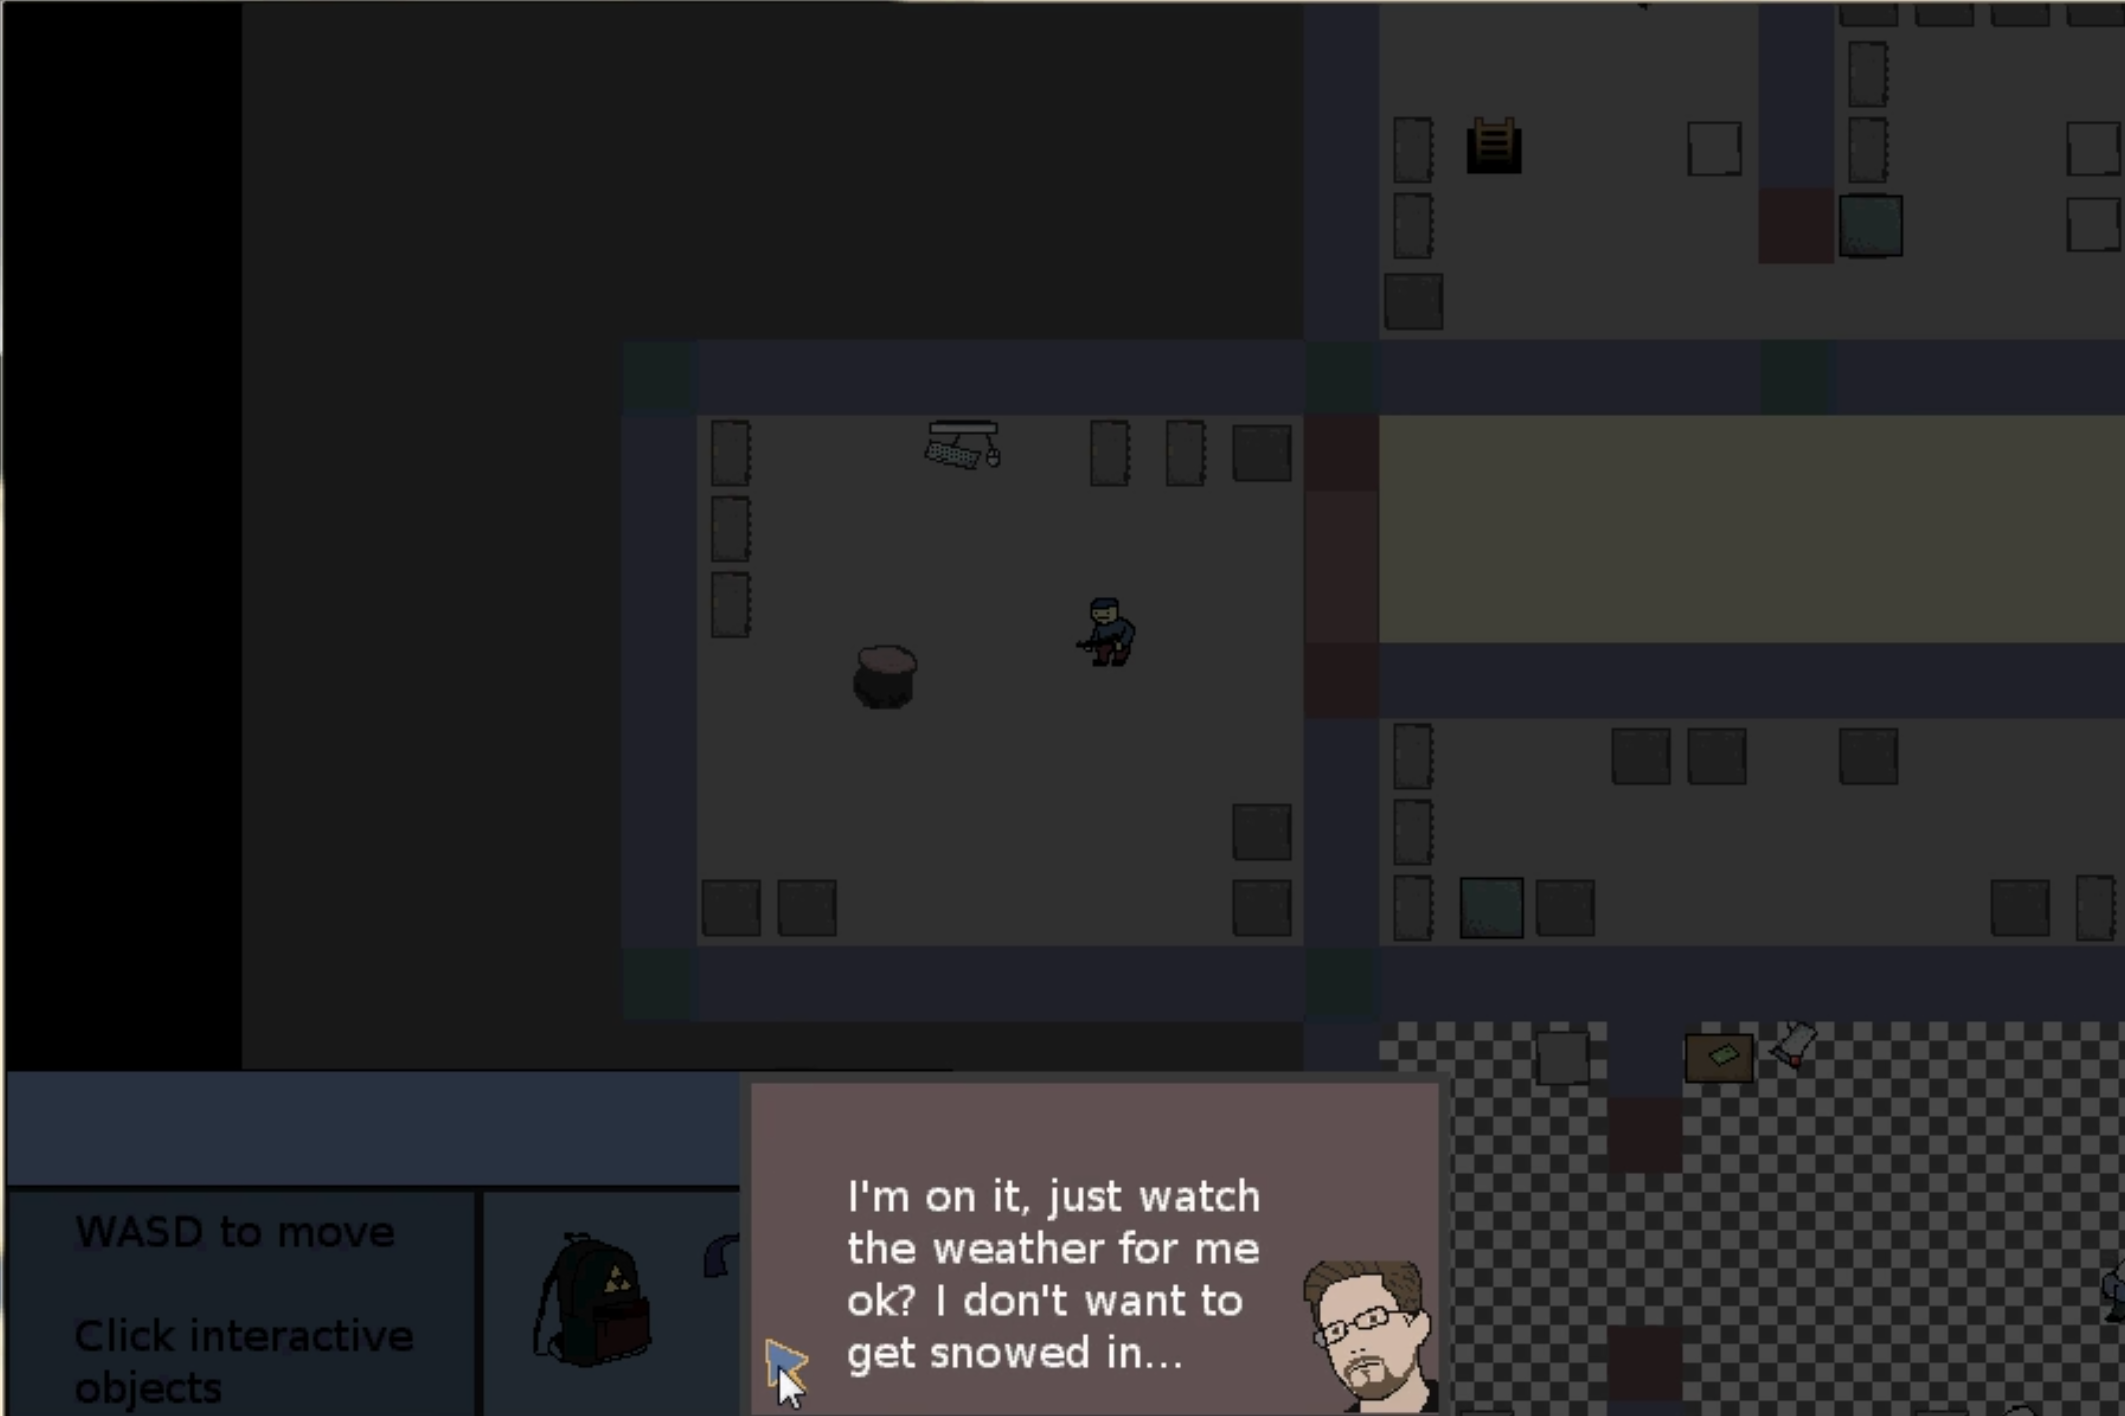 I'm on it, just watch
the weather for me
ok? I don't want to
get snowed in...
WASD to move
Click interactive
objects